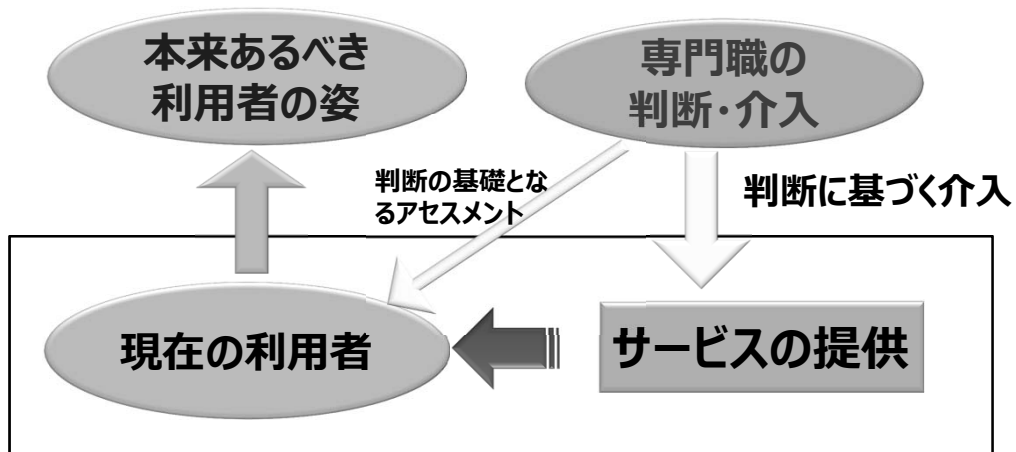 本来あるべき
利用者の姿
専門職の
判断・介入
判断の基礎とな
るアセスメント
判断に基づく介入
現在の利用者
サービスの提供